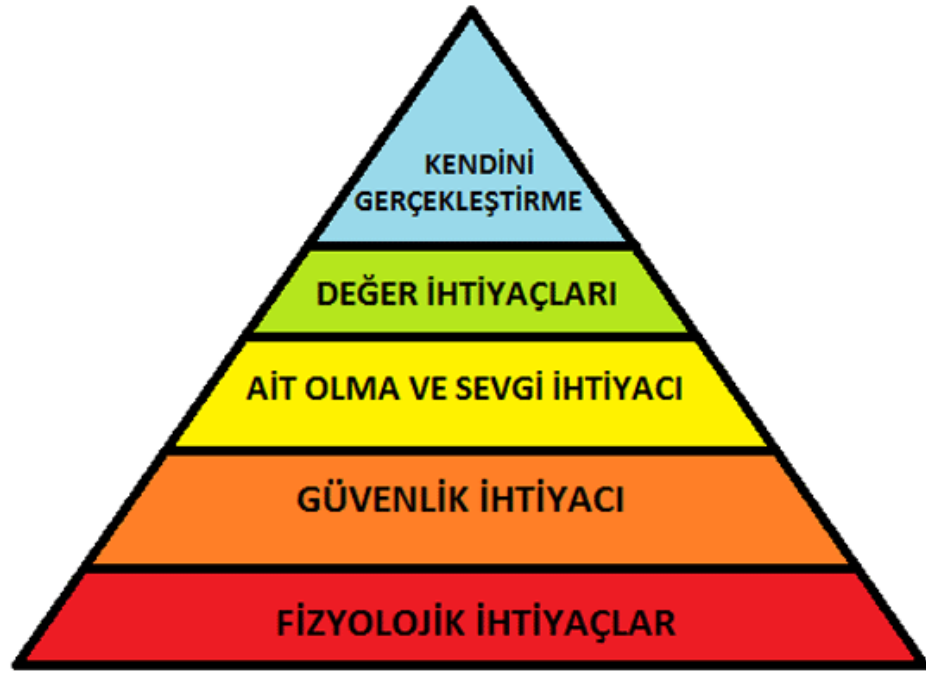 KENDİNİ
GERÇEKLEŞTİRME
DEĞER İHTİYAÇLARI
AİT OLMA VE SEVGİ İHTİYACI
GÜVENLİK İHTİYACI
FİZYOLOJİK İHTİYAÇLAR